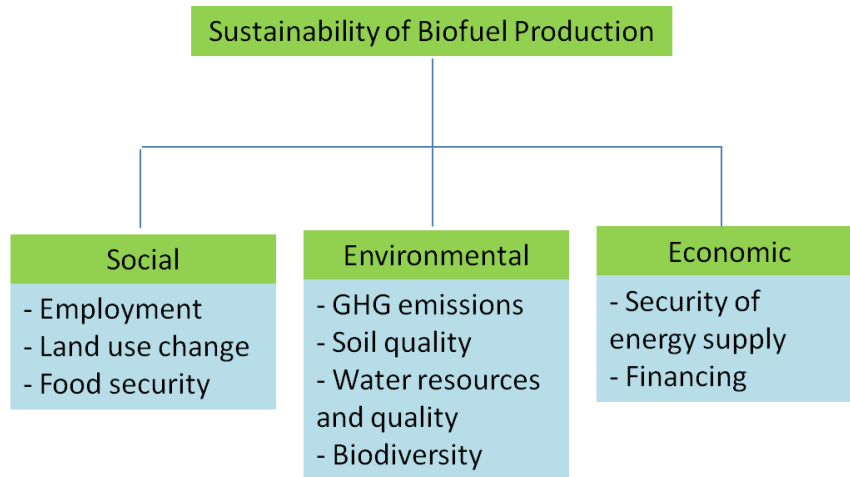 Sustainability of Biofuel Production
Social
- Employment
- Land use change
- Food security
Environmental
- GHG emissions
- Soil quality
- Water resources
and quality
- Biodiversity
Economic
- Security of
energy supply
- Financing